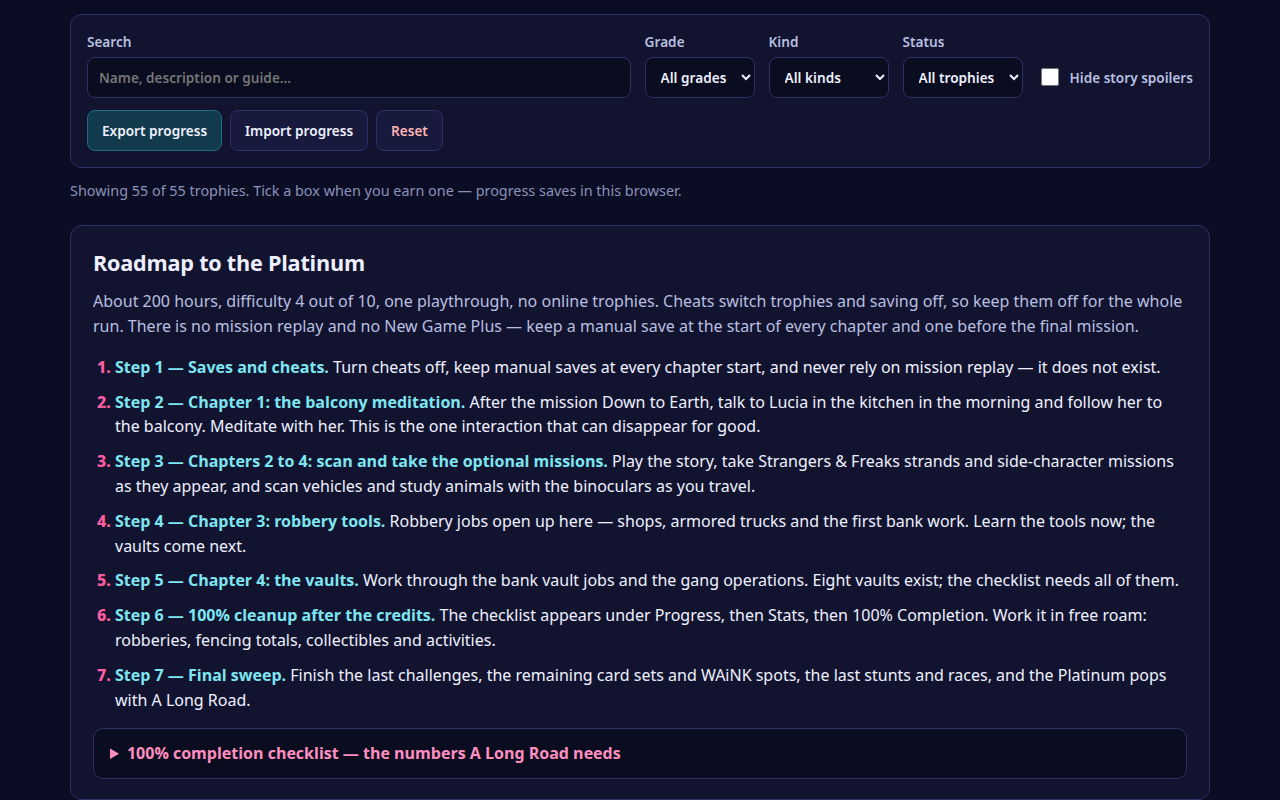 Search
Grade
Kind
Status
Name, description or guide...
All grades
All kinds
All trophies
Hide story spoilers
Export progress
Import progress
Reset
Showing 55 of 55 trophies. Tick a box when you earn one — progress saves in this browser.
Roadmap to the Platinum
About 200 hours, difficulty 4 out of 10, one playthrough, no online trophies. Cheats switch trophies and saving off, so keep them off for the whole
run. There is no mission replay and no New Game Plus — keep a manual save at the start of every chapter and one before the final mission.
1. Step 1 — Saves and cheats. Turn cheats off, keep manual saves at every chapter start, and never rely on mission replay — it does not exist.
2. Step 2 — Chapter 1: the balcony meditation. After the mission Down to Earth, talk to Lucia in the kitchen in the morning and follow her to
the balcony. Meditate with her. This is the one interaction that can disappear for good.
3. Step 3 — Chapters 2 to 4: scan and take the optional missions. Play the story, take Strangers & Freaks strands and side-character missions
as they appear, and scan vehicles and study animals with the binoculars as you travel.
4. Step 4 — Chapter 3: robbery tools. Robbery jobs open up here — shops, armored trucks and the first bank work. Learn the tools now; the
vaults come next.
5. Step 5 — Chapter 4: the vaults. Work through the bank vault jobs and the gang operations. Eight vaults exist; the checklist needs all of them.
6. Step 6 — 100% cleanup after the credits. The checklist appears under Progress, then Stats, then 100% Completion. Work it in free roam:
robberies, fencing totals, collectibles and activities.
7. Step 7 — Final sweep. Finish the last challenges, the remaining card sets and WAiNK spots, the last stunts and races, and the Platinum pops
with A Long Road.
100% completion checklist — the numbers A Long Road needs